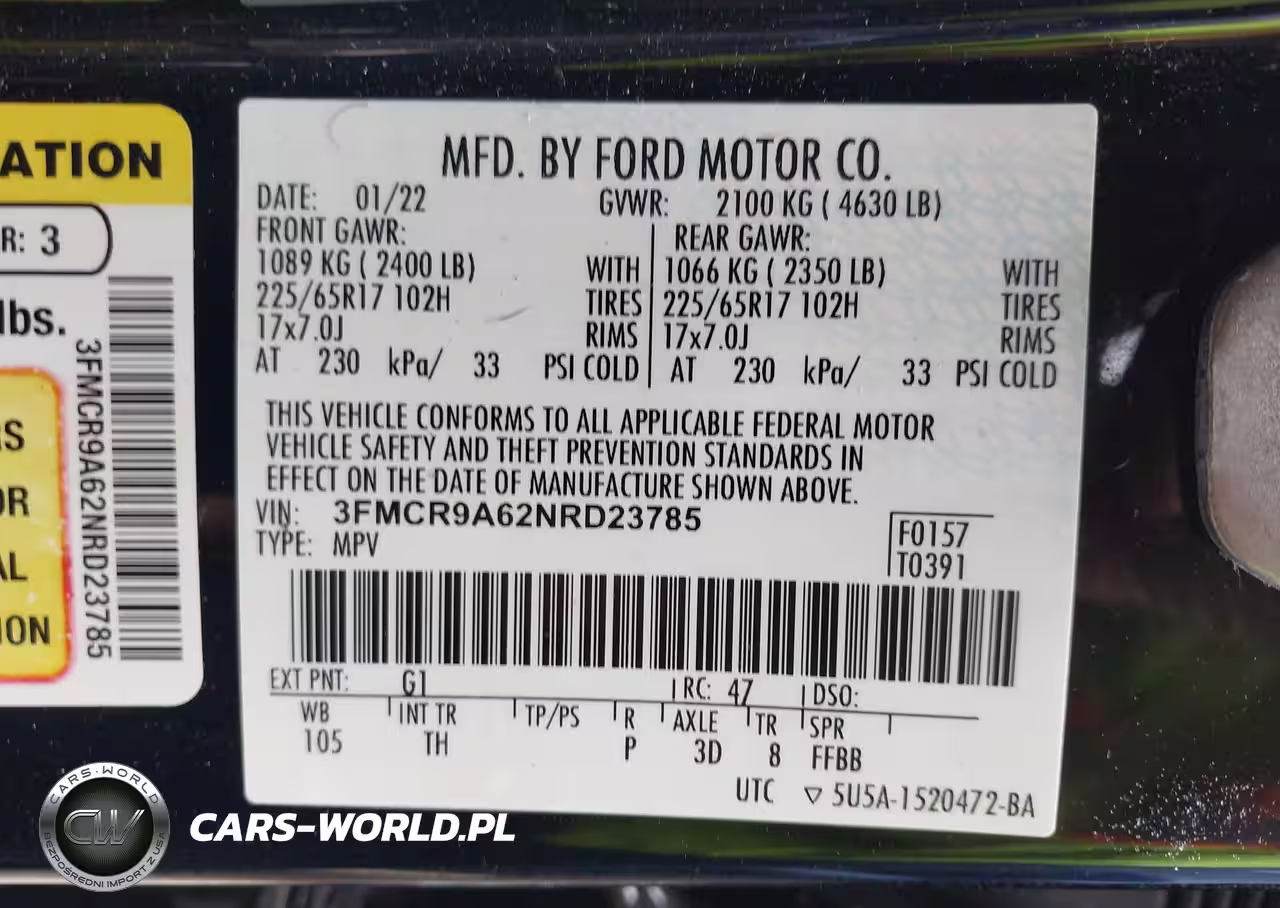 ATION
R: 3
lbs.
3FMCR9A62NRD23785
RS
OR
AL
ION
MFD. BY FORD MOTOR CO.
DATE: 01/22 GVWR: 2100 KG ( 4630 LB)
FRONT GAWR: REAR GAWR:
1089 KG ( 2400 LB) WITH 1066 KG ( 2350 LB) WITH
225/65R17 102H TIRES 225/65R17 102H TIRES
17x7.0J RIMS 17x7.0J RIMS
AT 230 kPa/ 33 PSI COLD AT 230 kPa/ 33 PSI COLD
THIS VEHICLE CONFORMS TO ALL APPLICABLE FEDERAL MOTOR
VEHICLE SAFETY AND THEFT PREVENTION STANDARDS IN
EFFECT ON THE DATE OF MANUFACTURE SHOWN ABOVE.
VIN: 3FMCR9A62NRD23785
TYPE: MPV
F0157
T0391
EXT PNT: G1 RC: 47 DSO:
WB INT TR TP/PS R AXLE TR SPR
105 TH P 3D 8 FFBB
UTC ▽ 5U5A-1520472-BA
CARS-WORLD
CW
BEZPOŚREDNI IMPORT Z USA
CARS-WORLD.PL